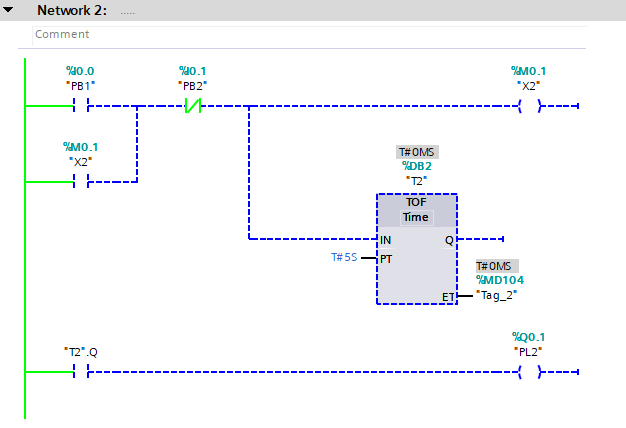 Network 2: .....
Comment
%I0.0
"PB1"
%I0.1
"PB2"
%M0.1
"X2"
%M0.1
"X2"
T#0MS
%DB2
"T2"
TOF
Time
IN
Q
T#5S
PT
T#0MS
%MD104
ET
"Tag_2"
"T2".Q
%Q0.1
"PL2"